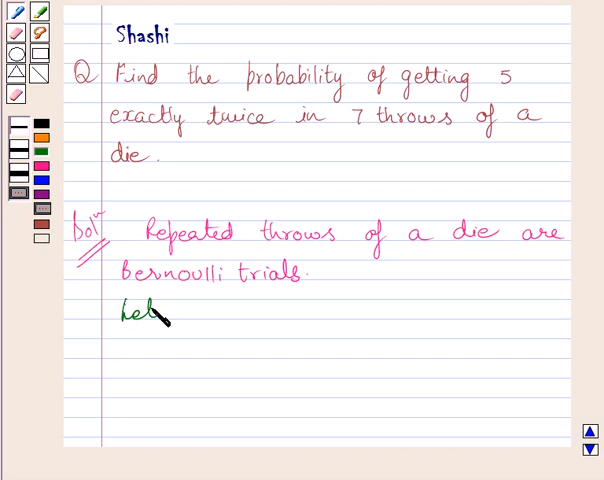 Shashi
Q Find the probability of getting 5
exactly twice in 7 throws of a
die.
Solⁿ Repeated throws of a die are
Bernoulli trials.
Let